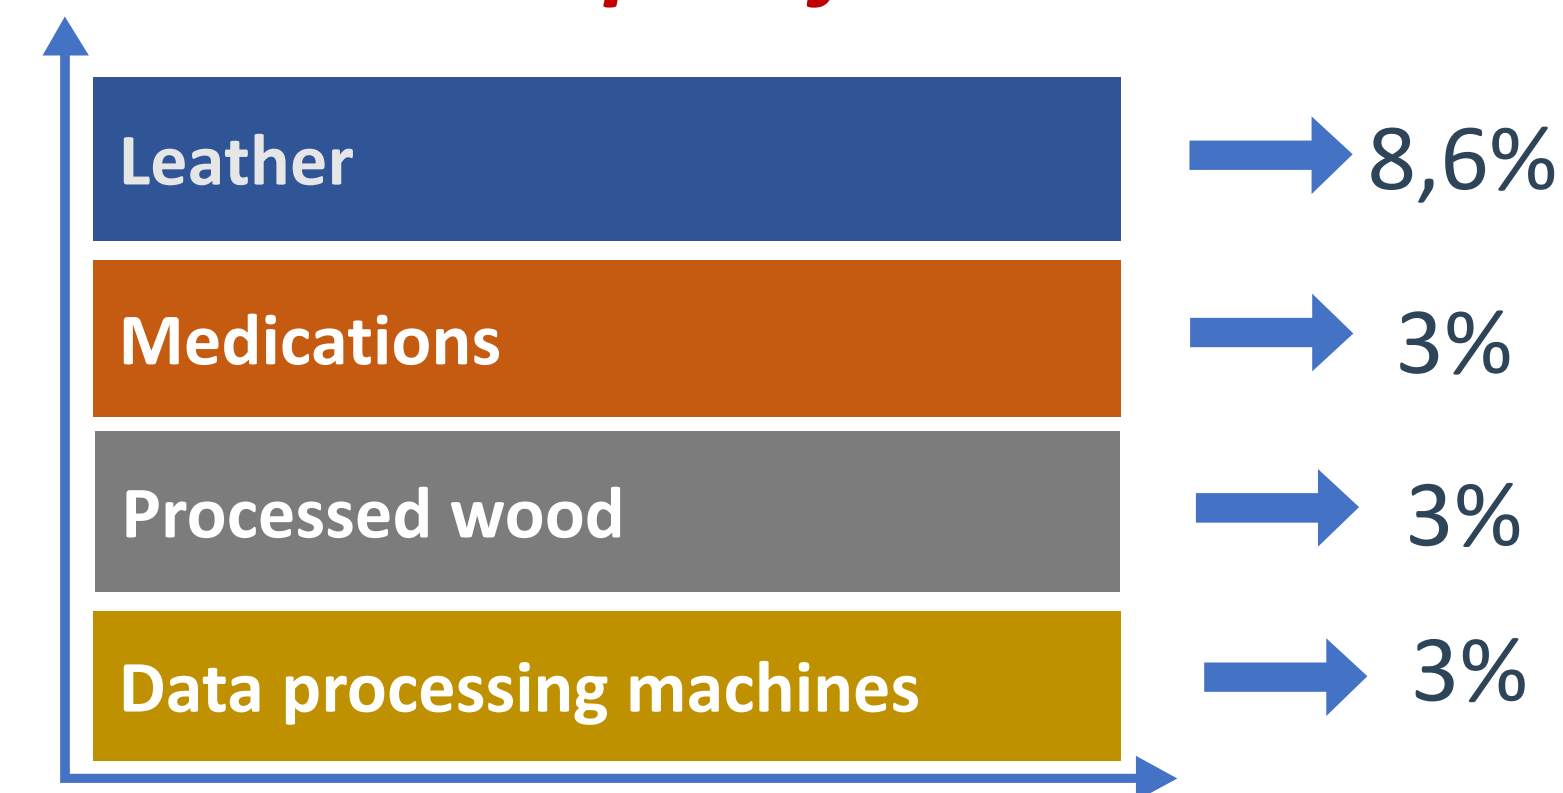 Leather
8,6%
Medications
3%
Processed wood
3%
Data processing machines
3%